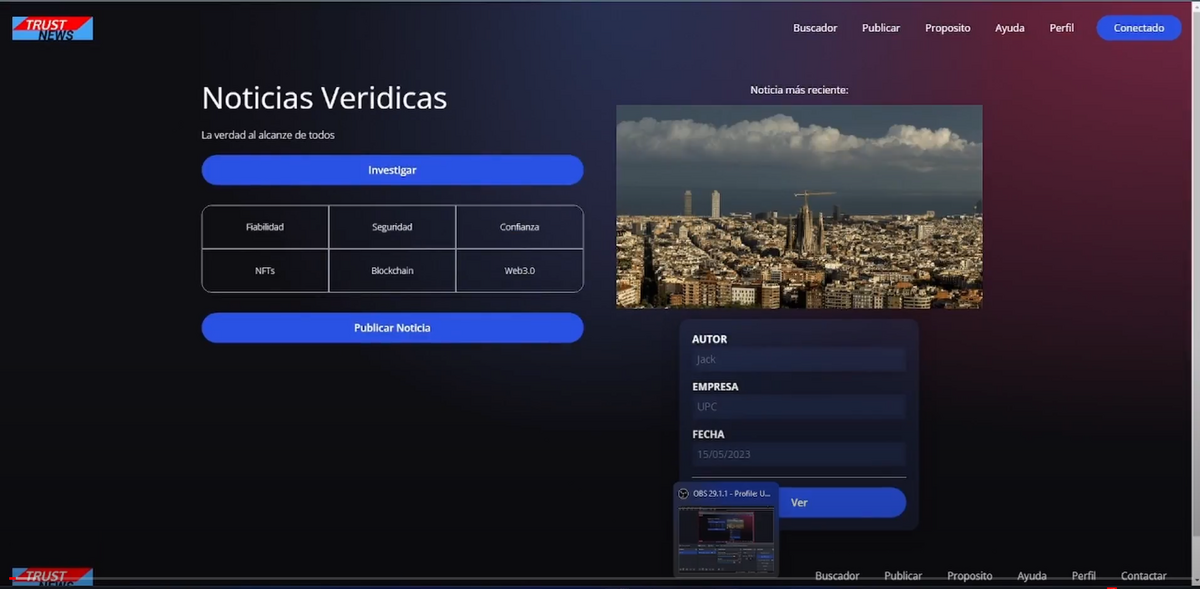 TRUST
NEWS
Buscador
Publicar
Proposito
Ayuda
Perfil
Conectado
Noticias Veridicas
La verdad al alcanze de todos
Investigar
Fiabilidad
Seguridad
Confianza
NFTs
Blockchain
Web3.0
Publicar Noticia
Noticia más reciente:
AUTOR
Jack
EMPRESA
UPC
FECHA
15/05/2023
OBS 29.1.1 - Profile: U...
Ver
TRUST
NEWS
Buscador
Publicar
Proposito
Ayuda
Perfil
Contactar